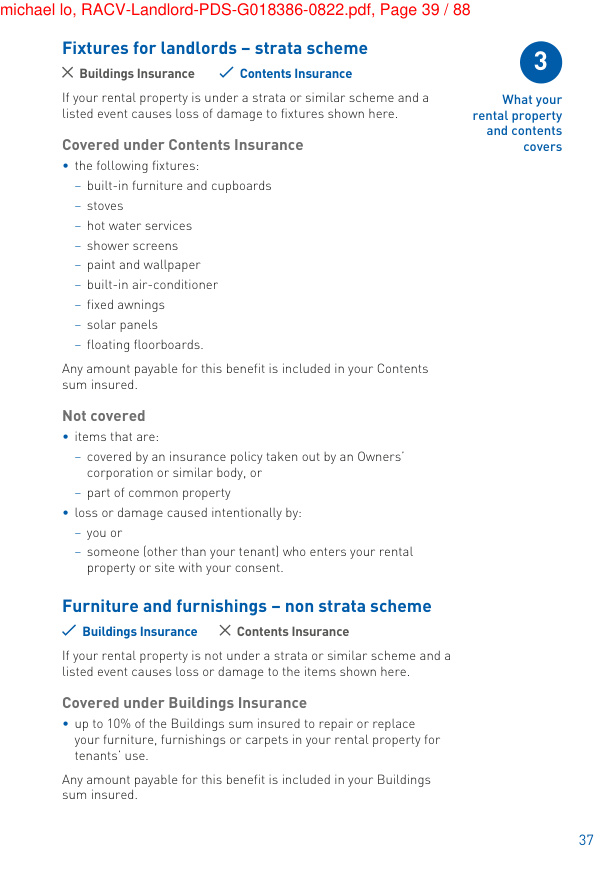 michael lo, RACV-Landlord-PDS-G018386-0822.pdf, Page 39 / 88
Fixtures for landlords – strata scheme
Buildings Insurance
Contents Insurance
If your rental property is under a strata or similar scheme and a
listed event causes loss of damage to fixtures shown here.
Covered under Contents Insurance
• the following fixtures:
– built-in furniture and cupboards
– stoves
– hot water services
– shower screens
– paint and wallpaper
– built-in air-conditioner
– fixed awnings
– solar panels
– floating floorboards.
Any amount payable for this benefit is included in your Contents
sum insured.
Not covered
• items that are:
– covered by an insurance policy taken out by an Owners'
corporation or similar body, or
– part of common property
• loss or damage caused intentionally by:
– you or
– someone (other than your tenant) who enters your rental
property or site with your consent.
Furniture and furnishings – non strata scheme
Buildings Insurance
Contents Insurance
If your rental property is not under a strata or similar scheme and a
listed event causes loss or damage to the items shown here.
Covered under Buildings Insurance
• up to 10% of the Buildings sum insured to repair or replace
your furniture, furnishings or carpets in your rental property for
tenants' use.
Any amount payable for this benefit is included in your Buildings
sum insured.
3
What your
rental property
and contents
covers
37